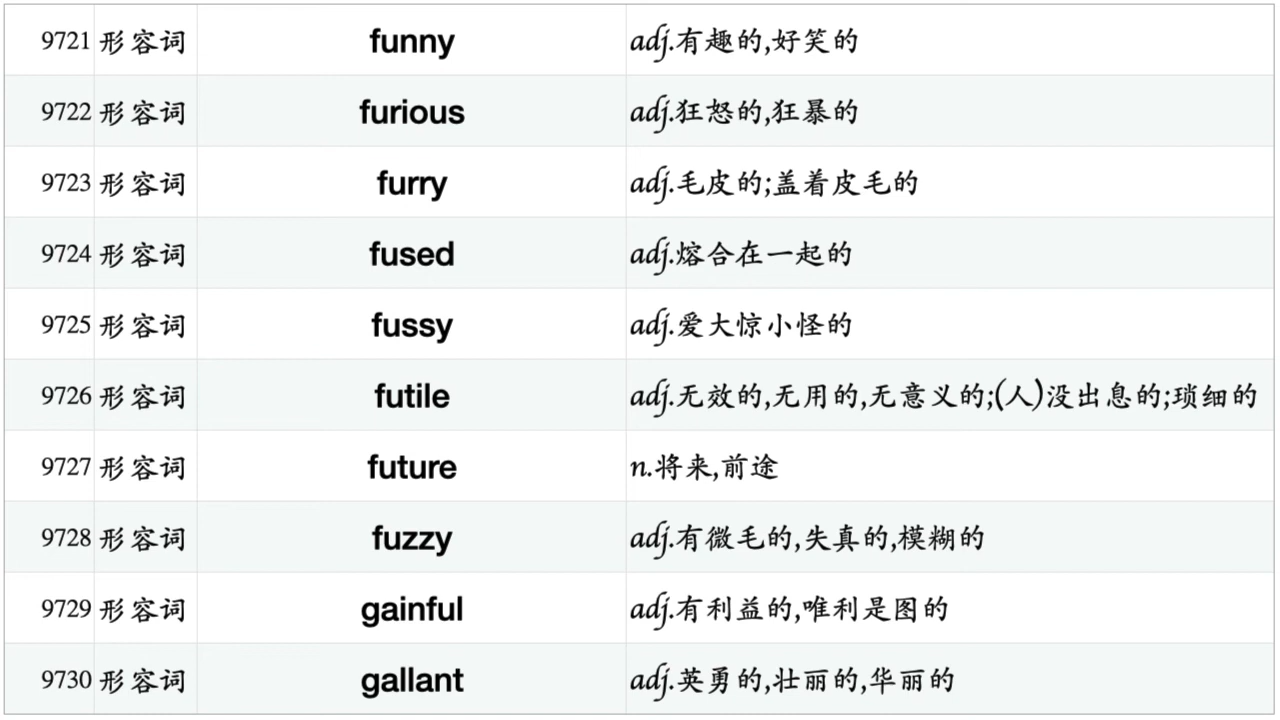 9721 形容词 funny adj.有趣的,好笑的
9722 形容词 furious adj.狂怒的,狂暴的
9723 形容词 furry adj.毛皮的;盖着皮毛的
9724 形容词 fused adj.熔合在一起的
9725 形容词 fussy adj.爱大惊小怪的
9726 形容词 futile adj.无效的,无用的,无意义的;(人)没出息的;琐细的
9727 形容词 future n.将来,前途
9728 形容词 fuzzy adj.有微毛的,失真的,模糊的
9729 形容词 gainful adj.有利益的,唯利是图的
9730 形容词 gallant adj.英勇的,壮丽的,华丽的